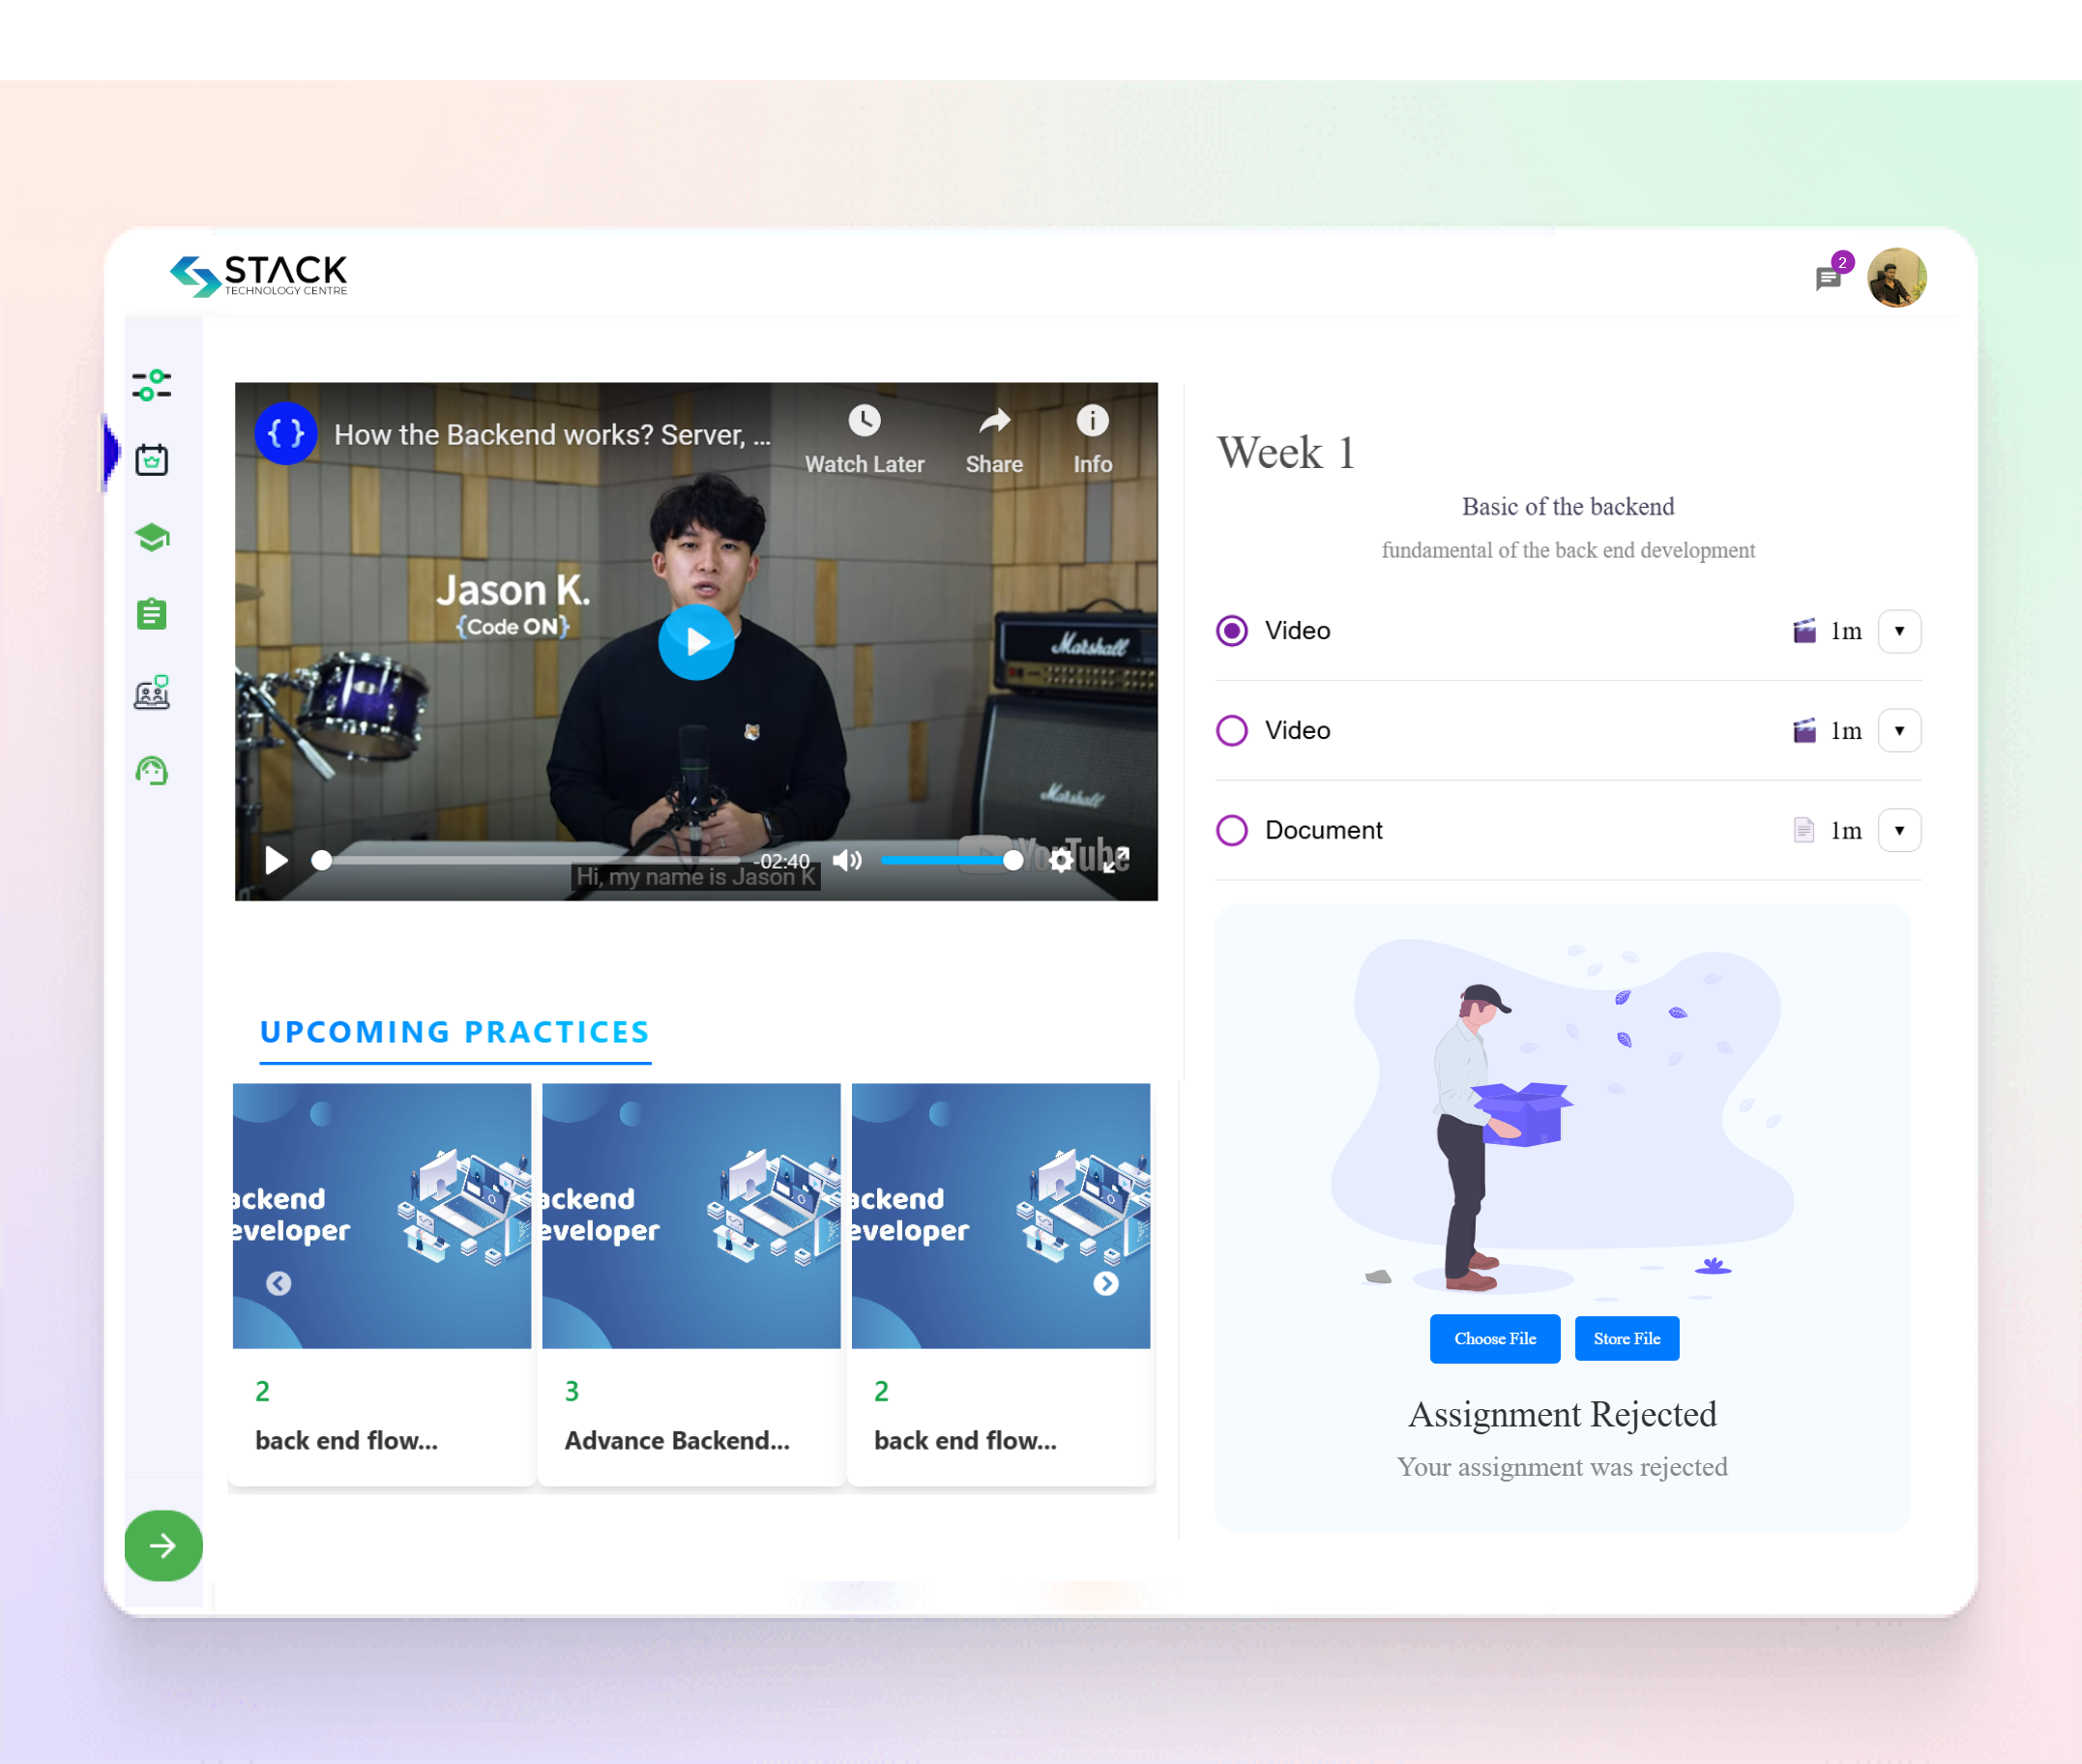 STACK
TECHNOLOGY CENTRE
2
{ } How the Backend works? Server, ...
Watch Later
Share
Info
Jason K.
{Code ON}
Marshall
Marshall
-02:40
YouTube
Hi, my name is Jason K
Week 1
Basic of the backend
fundamental of the back end development
Video 1m
Video 1m
Document 1m
UPCOMING PRACTICES
ackend
eveloper
ackend
eveloper
ackend
eveloper
2
back end flow...
3
Advance Backend...
2
back end flow...
Choose File
Store File
Assignment Rejected
Your assignment was rejected